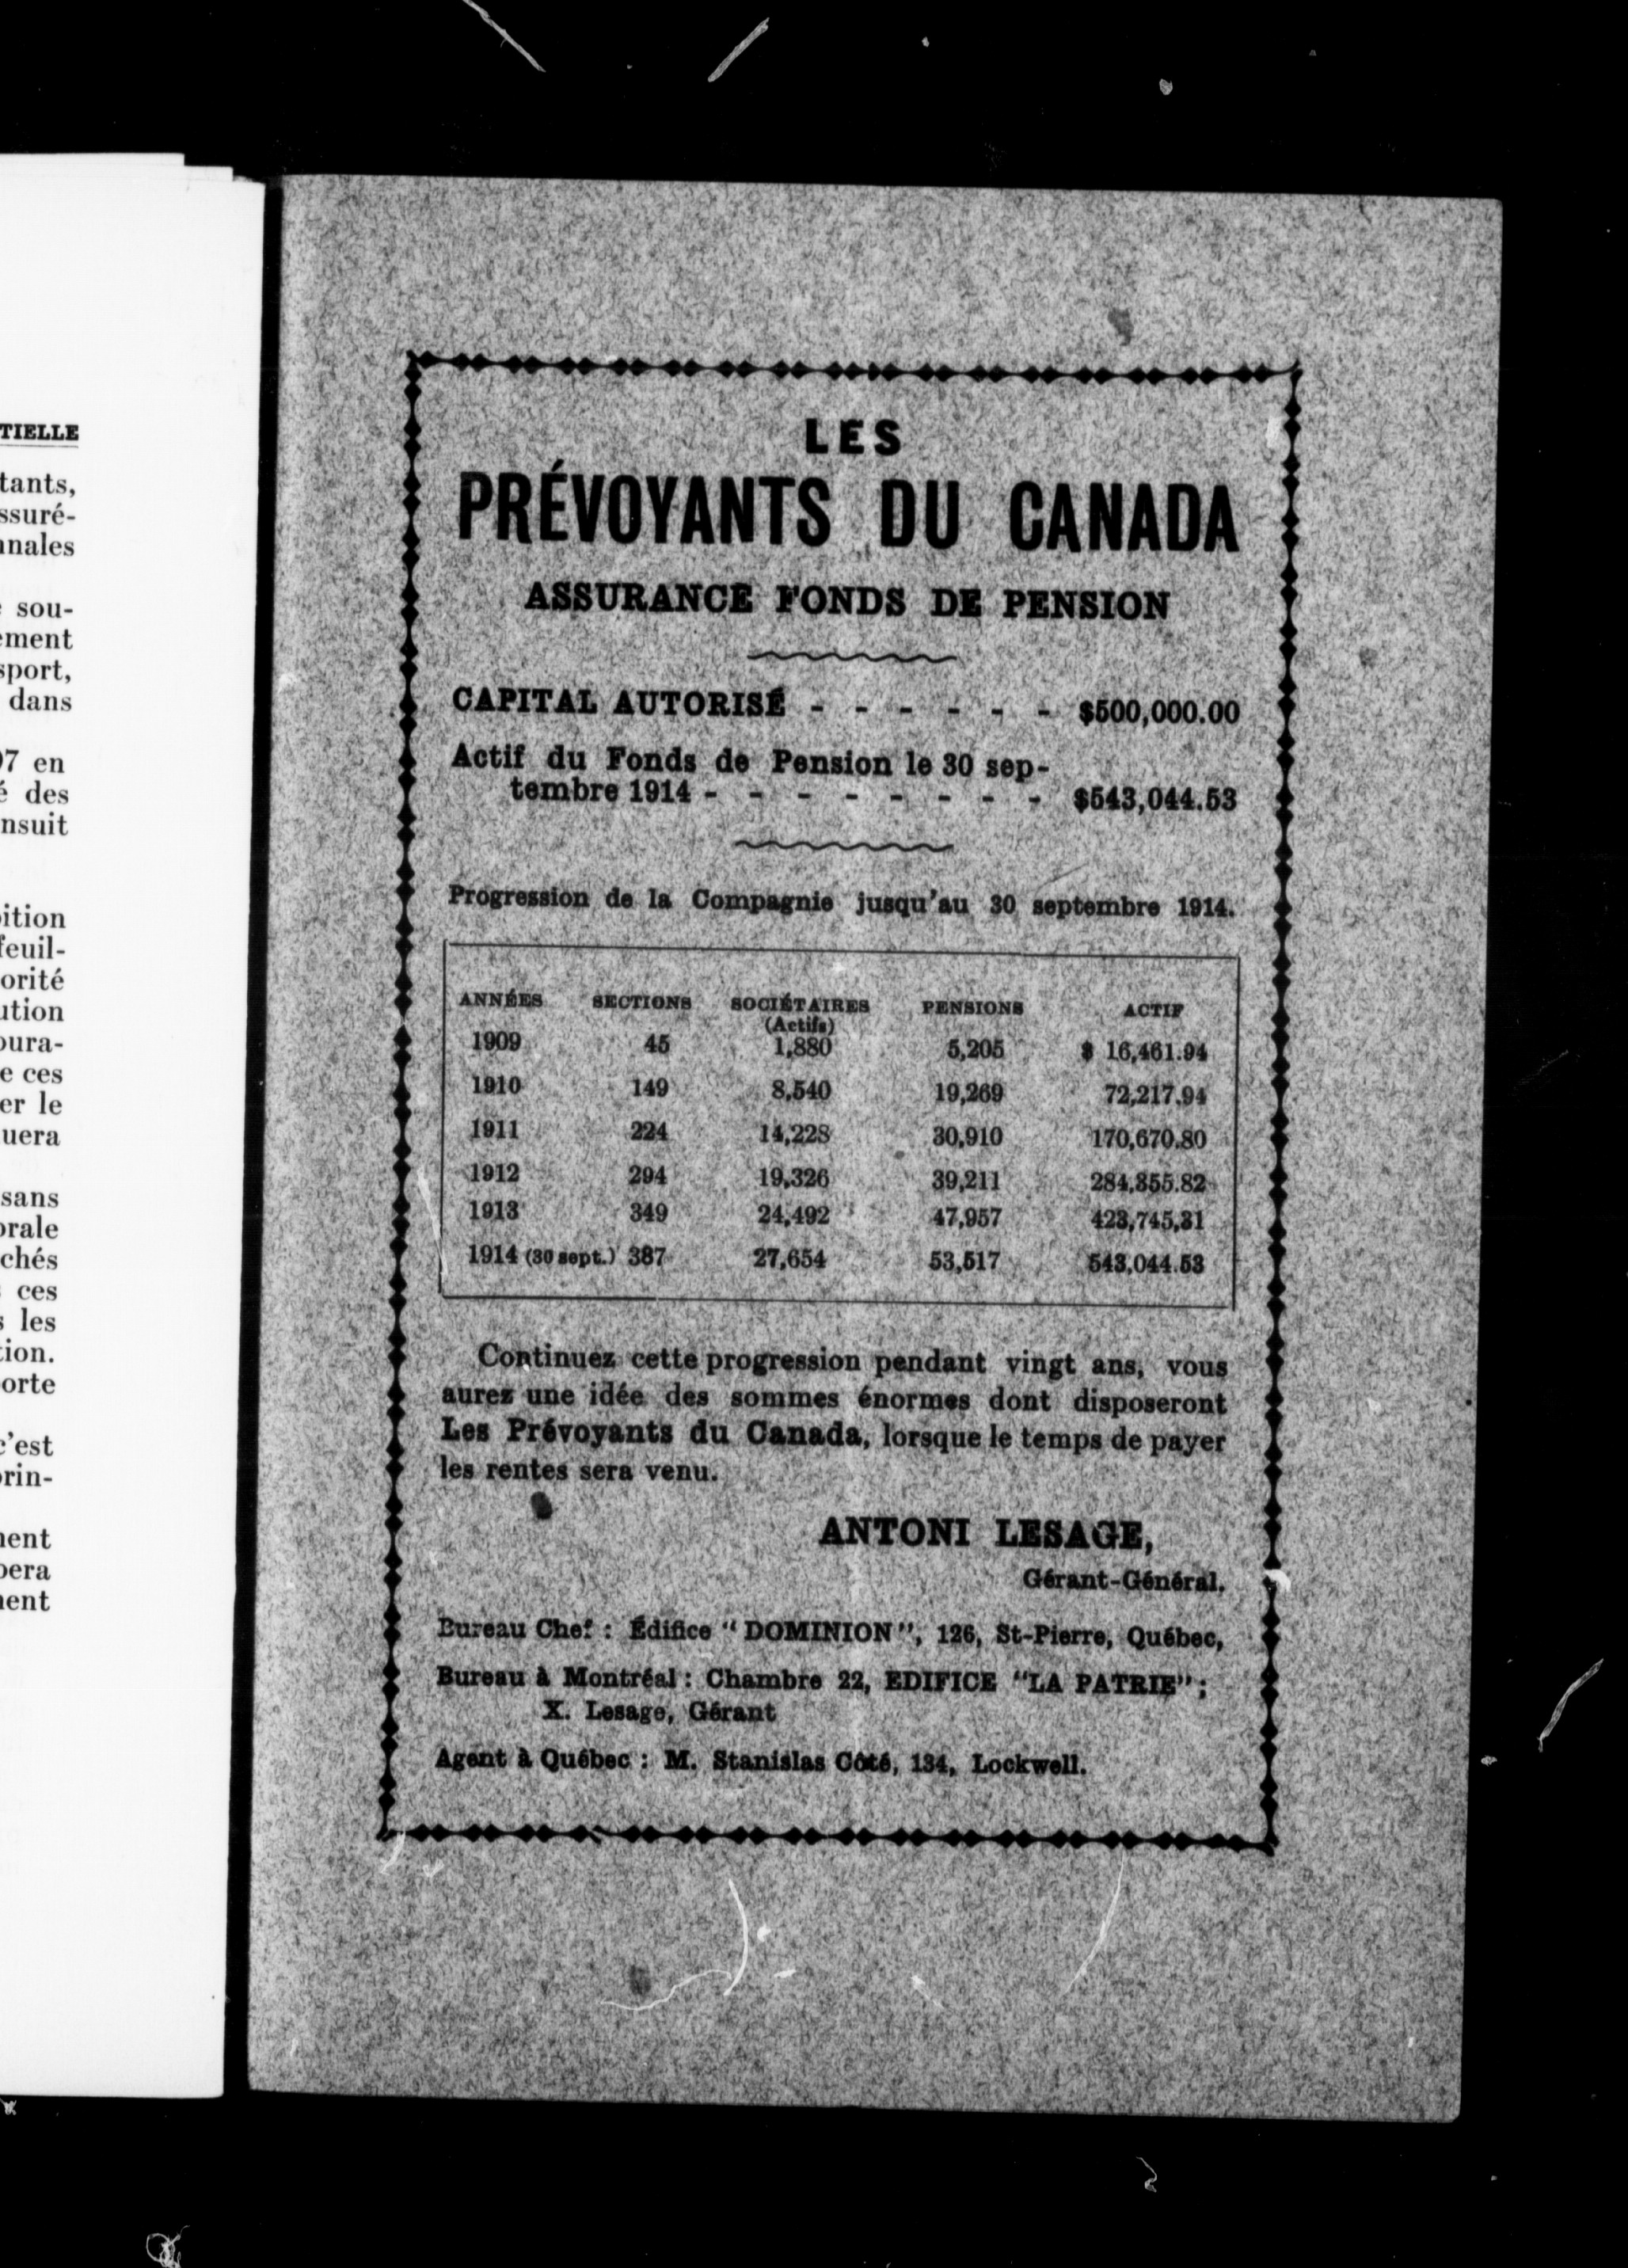 TIELLE
tants,
ssuré-
nnales
sou-
ement
sport,
dans
07 en
é des
nsuit
ition
feuil-
orité
ution
oura-
e ces
er le
uera
sans
orale
chés
ces
s les
tion.
orte
c'est
prin-
ment
pera
ment
LES
PRÉVOYANTS DU CANADA
ASSURANCE FONDS DE PENSION
CAPITAL AUTORISÉ - - - - - - $500,000.00
Actif du Fonds de Pension le 30 sep-
tembre 1914 - - - - - - - - $543,044.53
Progression de la Compagnie jusqu'au 30 septembre 1914.
ANNÉES SECTIONS SOCIÉTAIRES PENSIONS ACTIF
(Actifs)
1909 45 1,880 5,205 $ 16,461.94
1910 149 8,540 19,269 72,217.94
1911 224 14,228 30,910 170,670.80
1912 294 19,326 39,211 284,355.82
1913 349 24,492 47,957 423,745.31
1914 (30 sept.) 387 27,654 53,517 543,044.53
Continuez cette progression pendant vingt ans, vous
aurez une idée des sommes énormes dont disposeront
Les Prévoyants du Canada, lorsque le temps de payer
les rentes sera venu.
ANTONI LESAGE,
Gérant-Général.
Bureau Chef : Édifice "DOMINION", 126, St-Pierre, Québec,
Bureau à Montréal : Chambre 22, EDIFICE "LA PATRIE" ;
X. Lesage, Gérant
Agent à Québec : M. Stanislas Côté, 134, Lockwell.